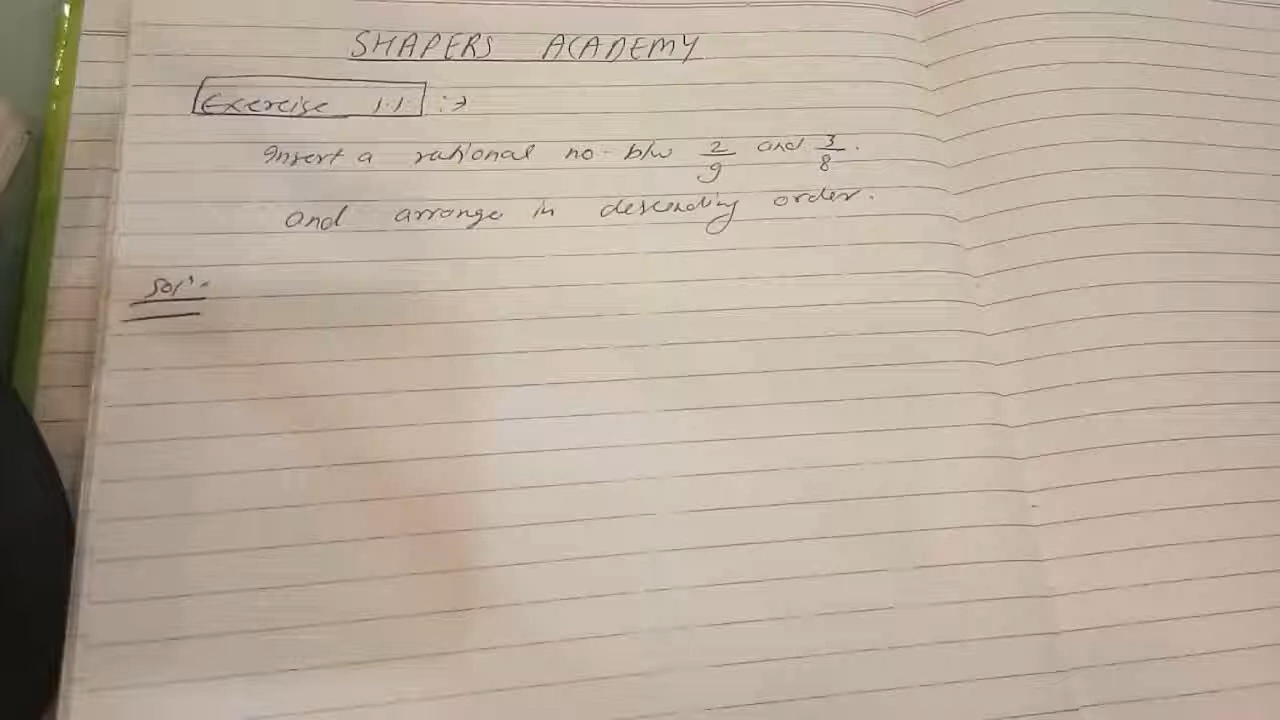 SHAPERS ACADEMY
Exercise 1.1 :→
Insert a rational no- b/w 2/9 and 3/8.
and arrange in descending order.
Sol:-